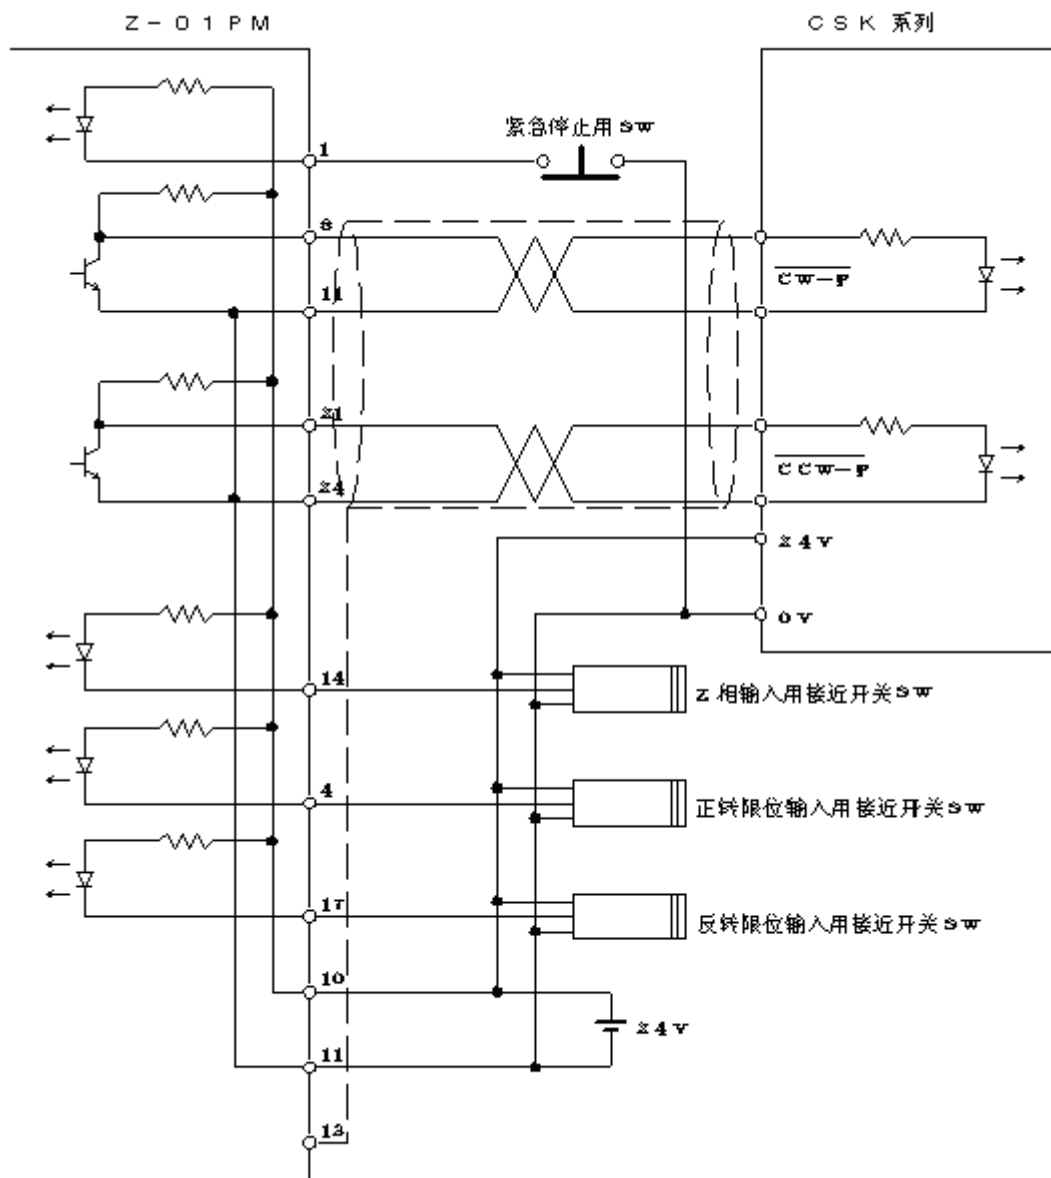 Z-01PM
CSK 系列
紧急停止用SW
1
8
CW-P
11
21
CCW-P
24
24V
0V
14
Z 相输入用接近开关SW
4
正转限位输入用接近开关SW
17
反转限位输入用接近开关SW
10
24V
11
13